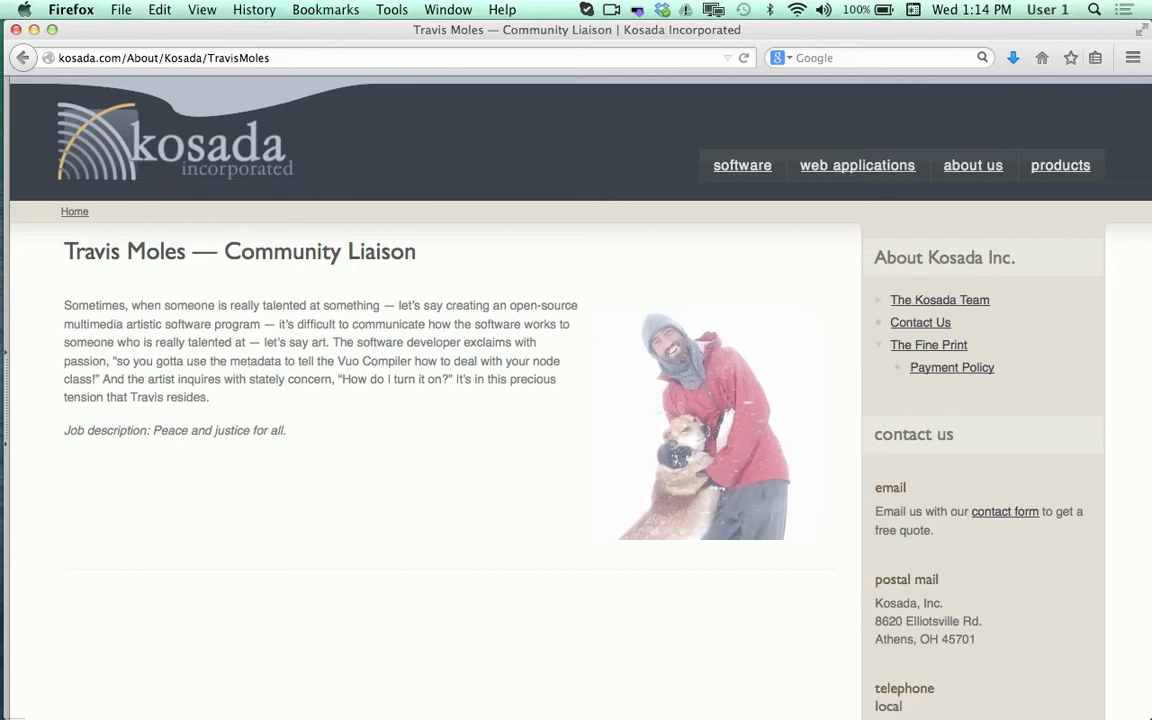 Firefox File Edit View History Bookmarks Tools Window Help 100% Wed 1:14 PM User 1
Travis Moles — Community Liaison | Kosada Incorporated
kosada.com/About/Kosada/TravisMoles Google
kosada
incorporated
software web applications about us products
Home
Travis Moles — Community Liaison
Sometimes, when someone is really talented at something — let's say creating an open-source
multimedia artistic software program — it's difficult to communicate how the software works to
someone who is really talented at — let's say art. The software developer exclaims with
passion, “so you gotta use the metadata to tell the Vuo Compiler how to deal with your node
class!” And the artist inquires with stately concern, “How do I turn it on?” It's in this precious
tension that Travis resides.
Job description: Peace and justice for all.
About Kosada Inc.
The Kosada Team
Contact Us
The Fine Print
Payment Policy
contact us
email
Email us with our contact form to get a
free quote.
postal mail
Kosada, Inc.
8620 Elliotsville Rd.
Athens, OH 45701
telephone
local